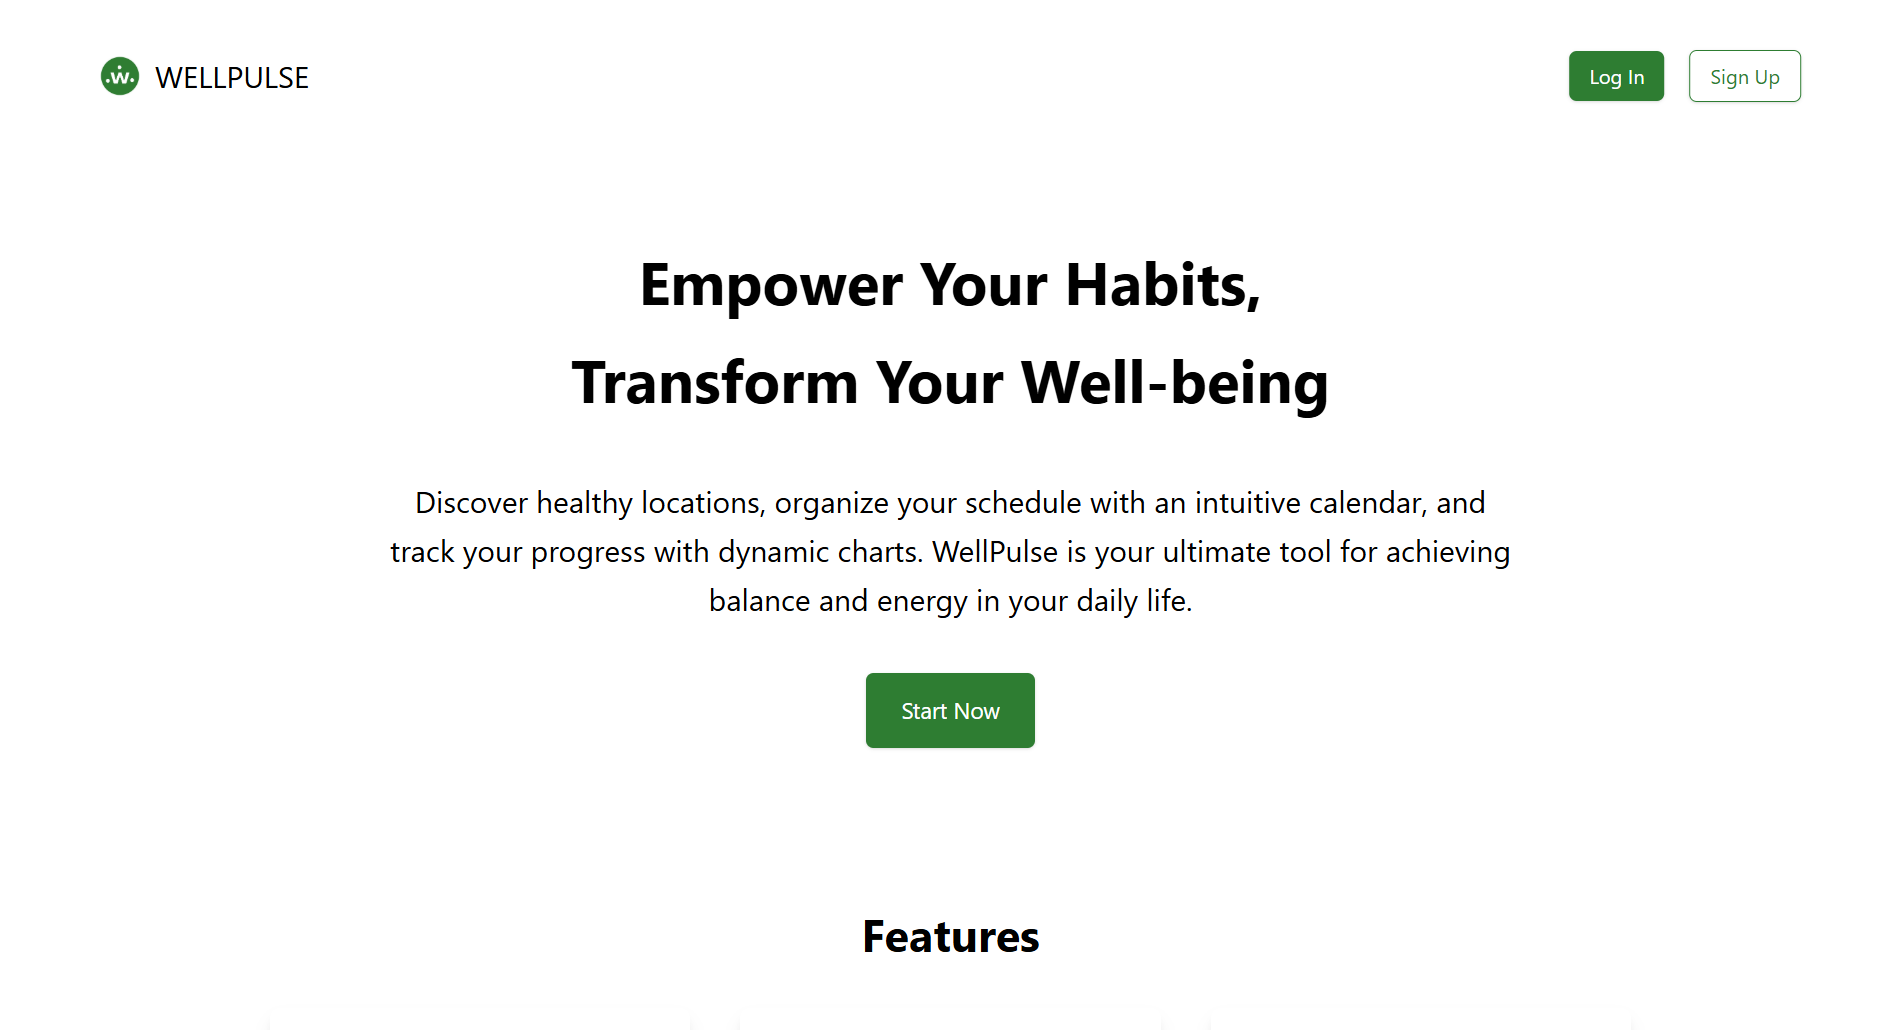 .w. WELLPULSE
Log In
Sign Up
Empower Your Habits,
Transform Your Well-being
Discover healthy locations, organize your schedule with an intuitive calendar, and
track your progress with dynamic charts. WellPulse is your ultimate tool for achieving
balance and energy in your daily life.
Start Now
Features